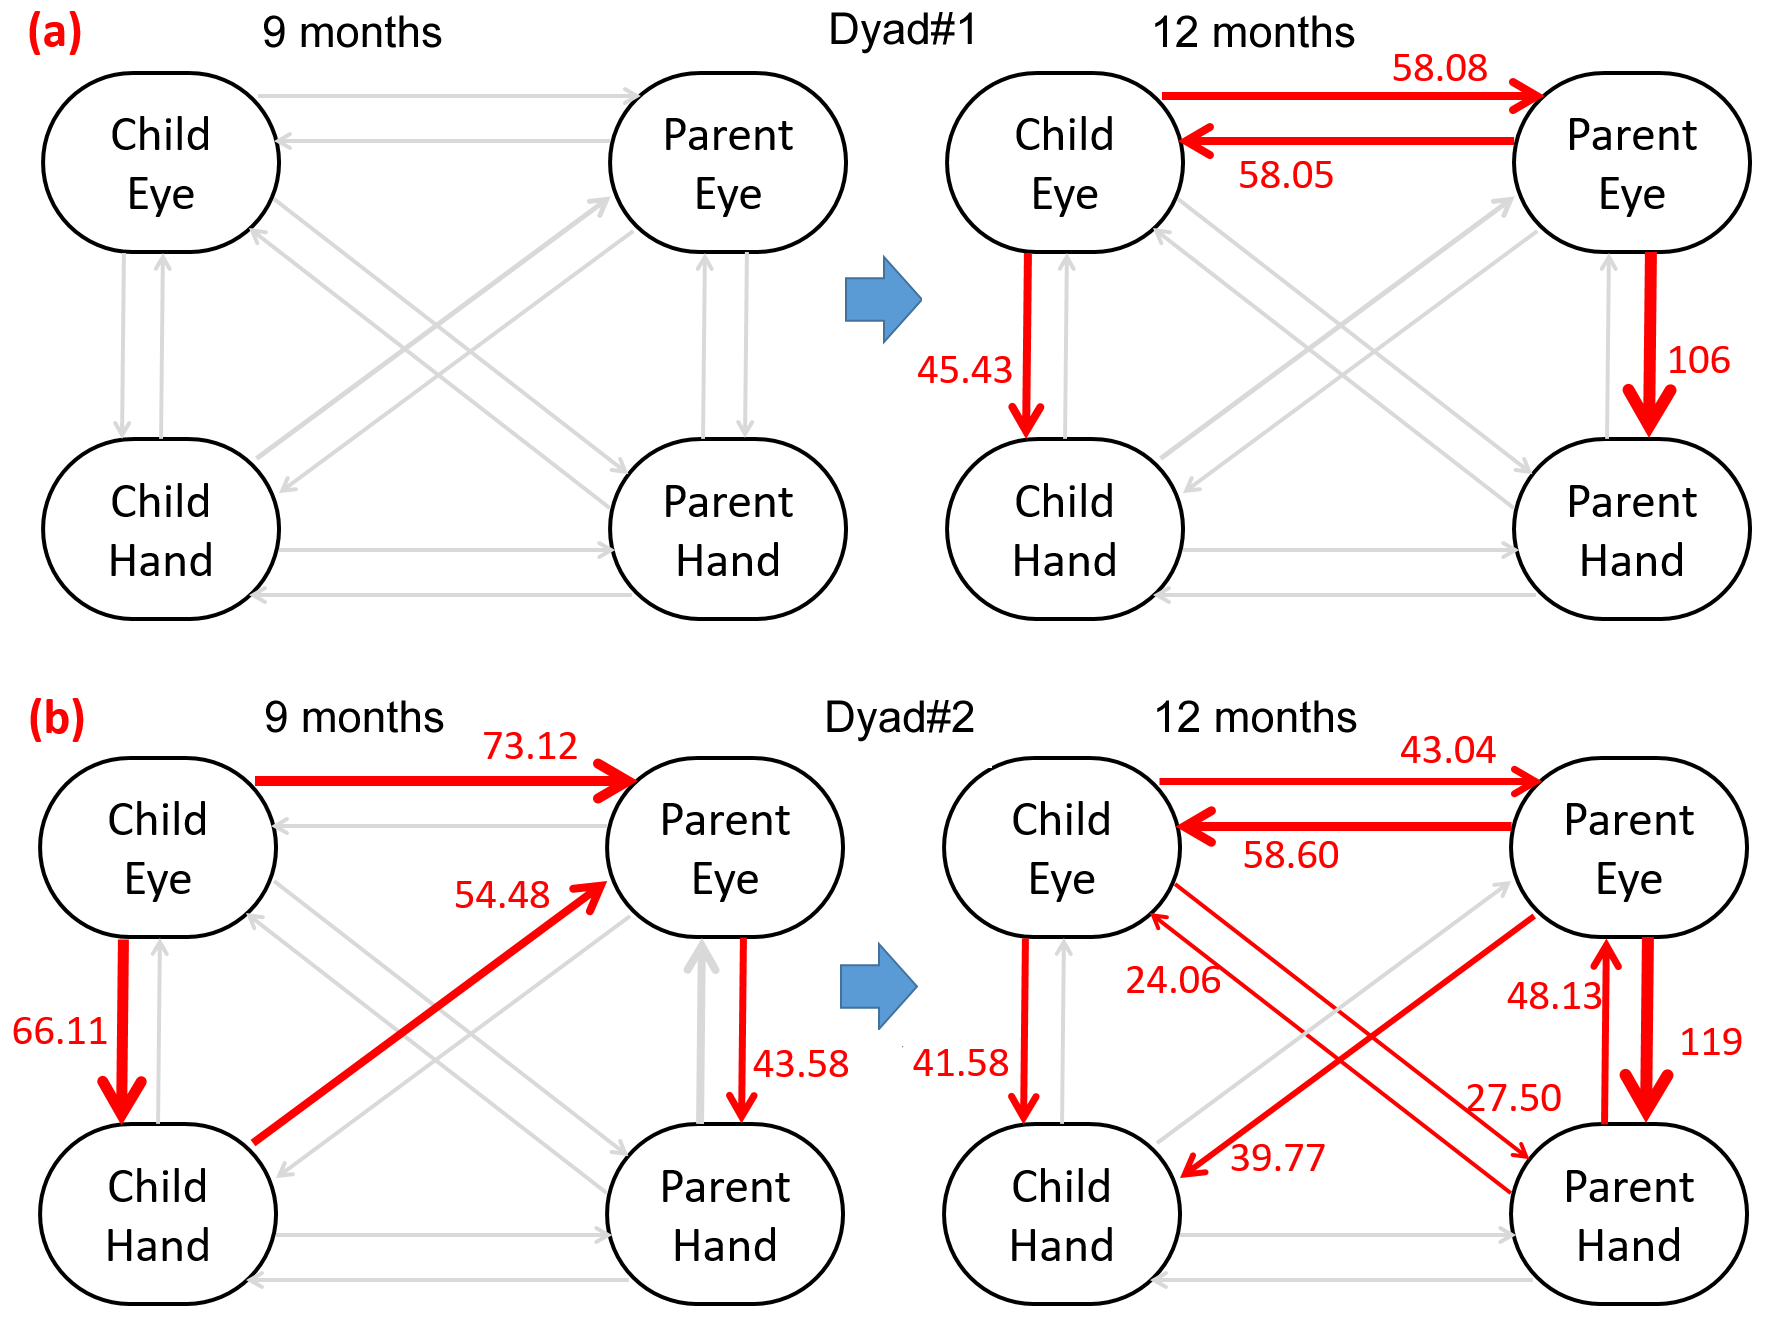 (a)
9 months
Dyad#1
12 months
58.08
Child
Eye
Parent
Eye
Child
Eye
Parent
Eye
58.05
45.43
106
Child
Hand
Parent
Hand
Child
Hand
Parent
Hand
(b)
9 months
Dyad#2
12 months
73.12
43.04
Child
Eye
Parent
Eye
Child
Eye
Parent
Eye
58.60
54.48
24.06
48.13
66.11
43.58
41.58
119
27.50
39.77
Child
Hand
Parent
Hand
Child
Hand
Parent
Hand